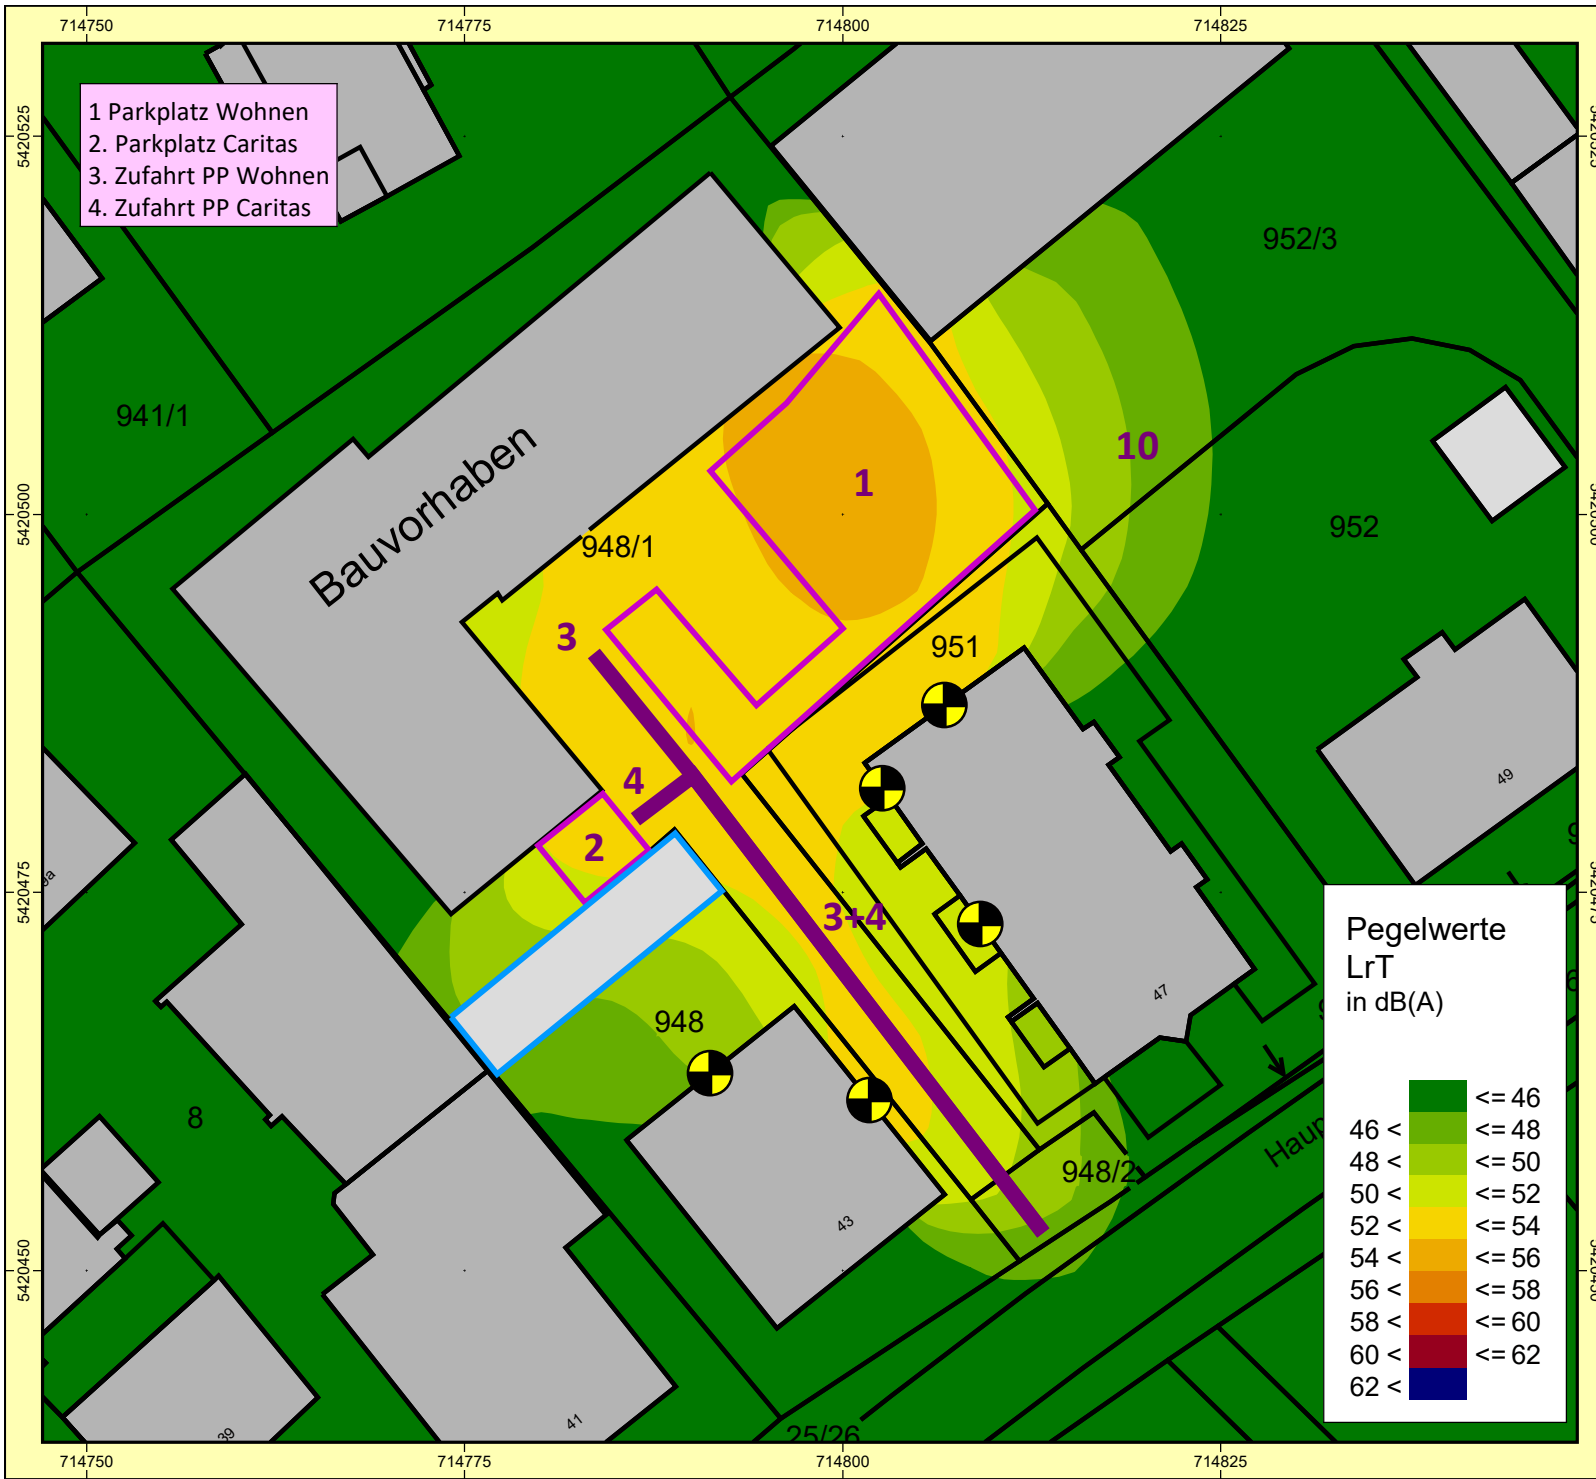 714750
714775
714800
714825
5420525
5420500
5420475
5420450
1 Parkplatz Wohnen
2. Parkplatz Caritas
3. Zufahrt PP Wohnen
4. Zufahrt PP Caritas
952/3
941/1
Bauvorhaben
10
1
948/1
952
3
951
4
49
2
3+4
47
948
8
948/2
43
41
39
25/26
Pegelwerte
LrT
in dB(A)
<= 46
46 < <= 48
48 < <= 50
50 < <= 52
52 < <= 54
54 < <= 56
56 < <= 58
58 < <= 60
60 < <= 62
62 <
714750
714775
714800
714825